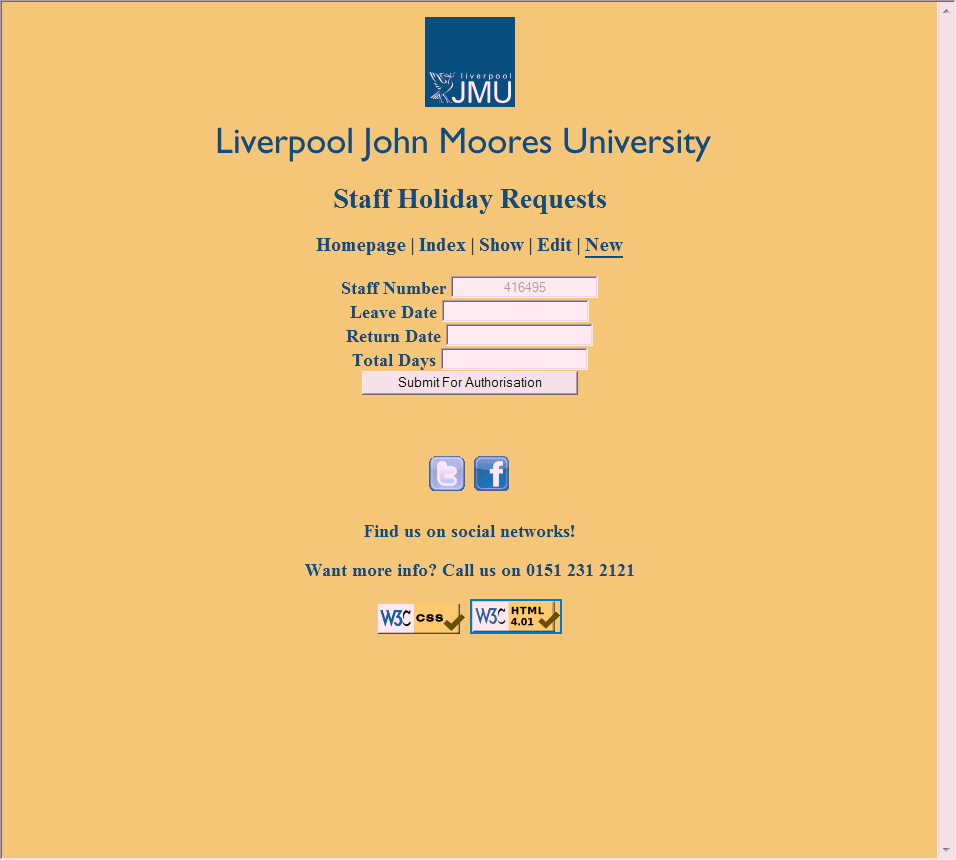 liverpool
JMU
Liverpool John Moores University
Staff Holiday Requests
Homepage | Index | Show | Edit | New
Staff Number 416495
Leave Date
Return Date
Total Days
Submit For Authorisation
t f
Find us on social networks!
Want more info? Call us on 0151 231 2121
W3C css W3C HTML 4.01